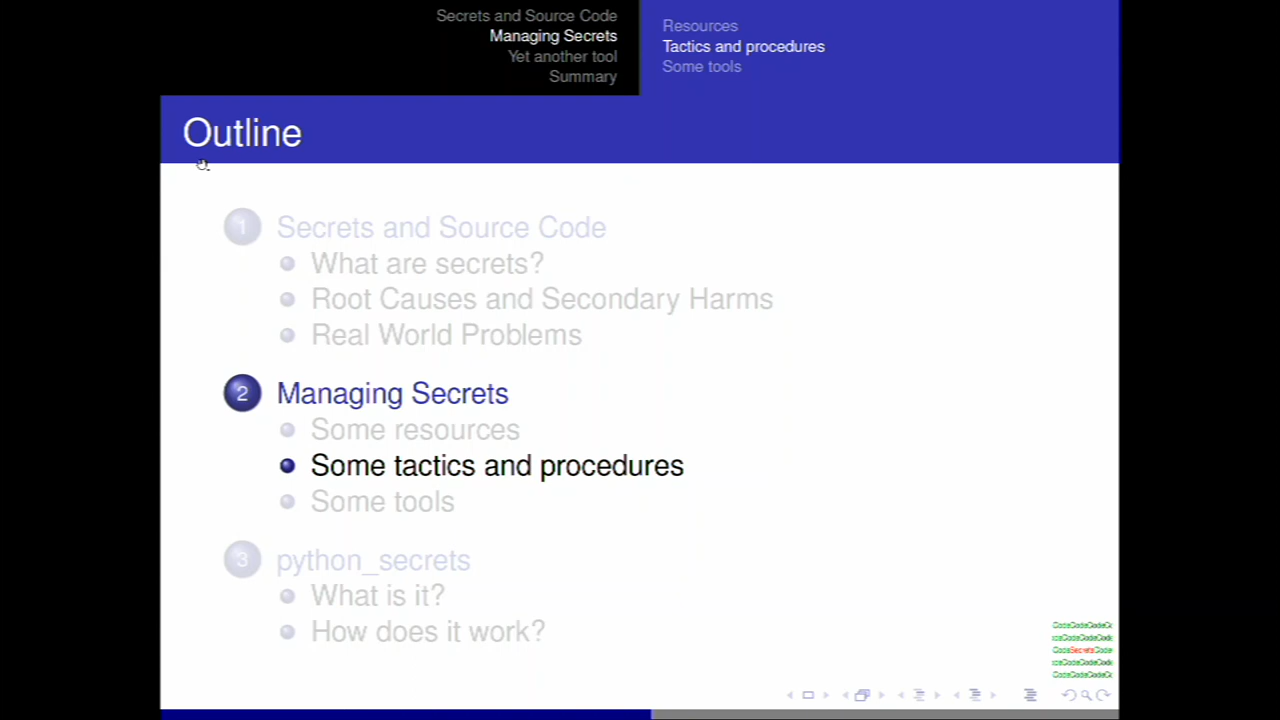 Secrets and Source Code
Managing Secrets
Yet another tool
Summary
Resources
Tactics and procedures
Some tools
Outline
1 Secrets and Source Code
What are secrets?
Root Causes and Secondary Harms
Real World Problems
2 Managing Secrets
Some resources
Some tactics and procedures
Some tools
3 python_secrets
What is it?
How does it work?
CodeSecretsCode